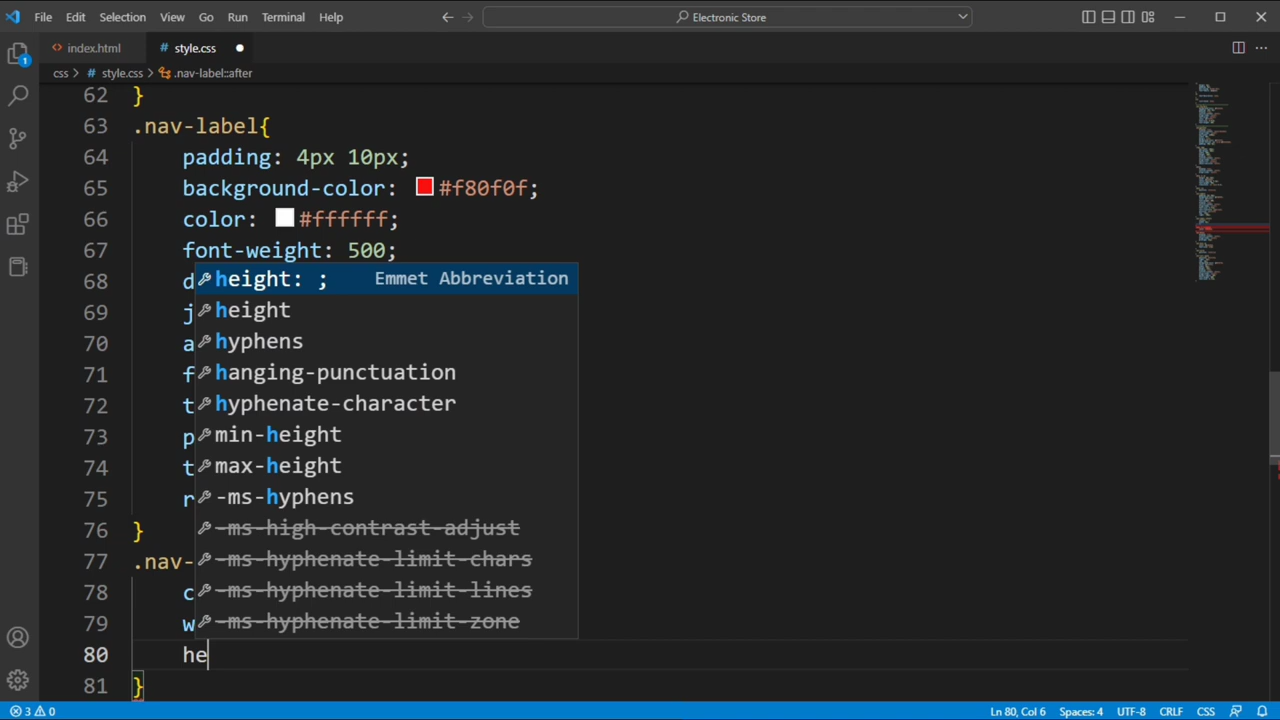 File Edit Selection View Go Run Terminal Help Electronic Store
index.html style.css
css > # style.css > .nav-label::after
62 }
63 .nav-label{
64 padding: 4px 10px;
65 background-color: #f80f0f;
66 color: #ffffff;
67 font-weight: 500;
68 d height: ; Emmet Abbreviation
69 j height
70 a hyphens
71 f hanging-punctuation
72 t hyphenate-character
73 p min-height
74 t max-height
75 r -ms-hyphens
76 } -ms-high-contrast-adjust
77 .nav- -ms-hyphenate-limit-chars
78 c -ms-hyphenate-limit-lines
79 w -ms-hyphenate-limit-zone
80 he
81 }
3 0 Ln 80, Col 6 Spaces: 4 UTF-8 CRLF CSS